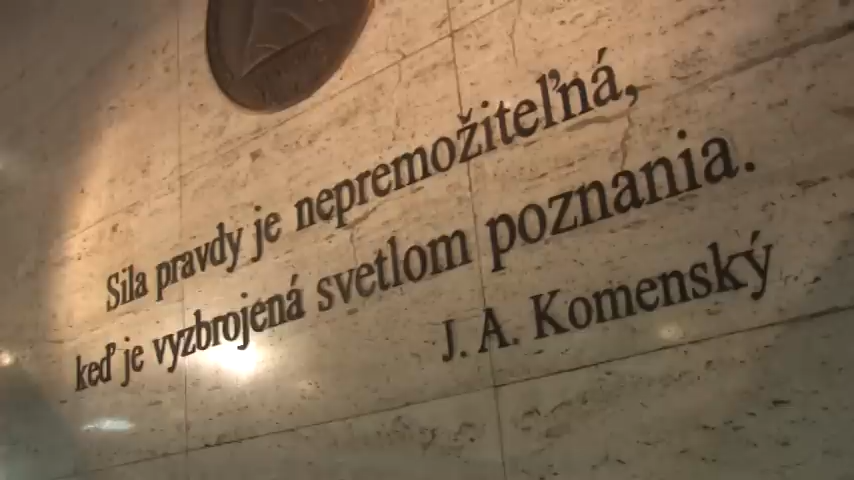 Sila pravdy je nepremožiteľná,
keď je vyzbrojená svetlom poznania.
J. A. Komenský